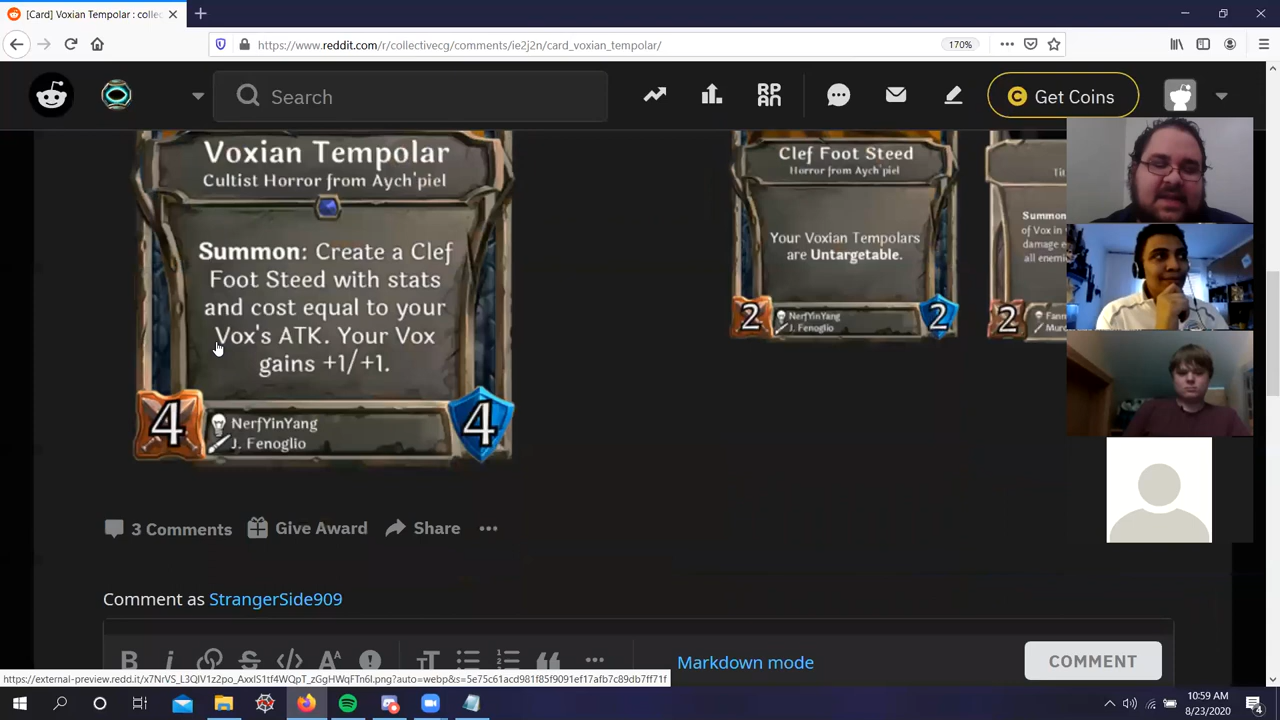 [Card] Voxian Tempolar : colle
https://www.reddit.com/r/collectivecg/comments/ie2j2n/card_voxian_tempolar/
170%
Search
RP
AN
C
Get Coins
Voxian Tempolar
Cultist Horror from Aych'piel
Summon: Create a Clef
Foot Steed with stats
and cost equal to your
Vox's ATK. Your Vox
gains +1/+1.
4
NerfYinYang
J. Fenoglio
4
Clef Foot Steed
Horror from Aych'piel
Your Voxian Tempolars
are Untargetable.
2
NerfYinYang
J. Fenoglio
2
Summon
of Vox in
damage e
all enemi
2
3 Comments
Give Award
Share
Comment as StrangerSide909
B i S </> A T
Markdown mode
COMMENT
10:59 AM
8/23/2020
4